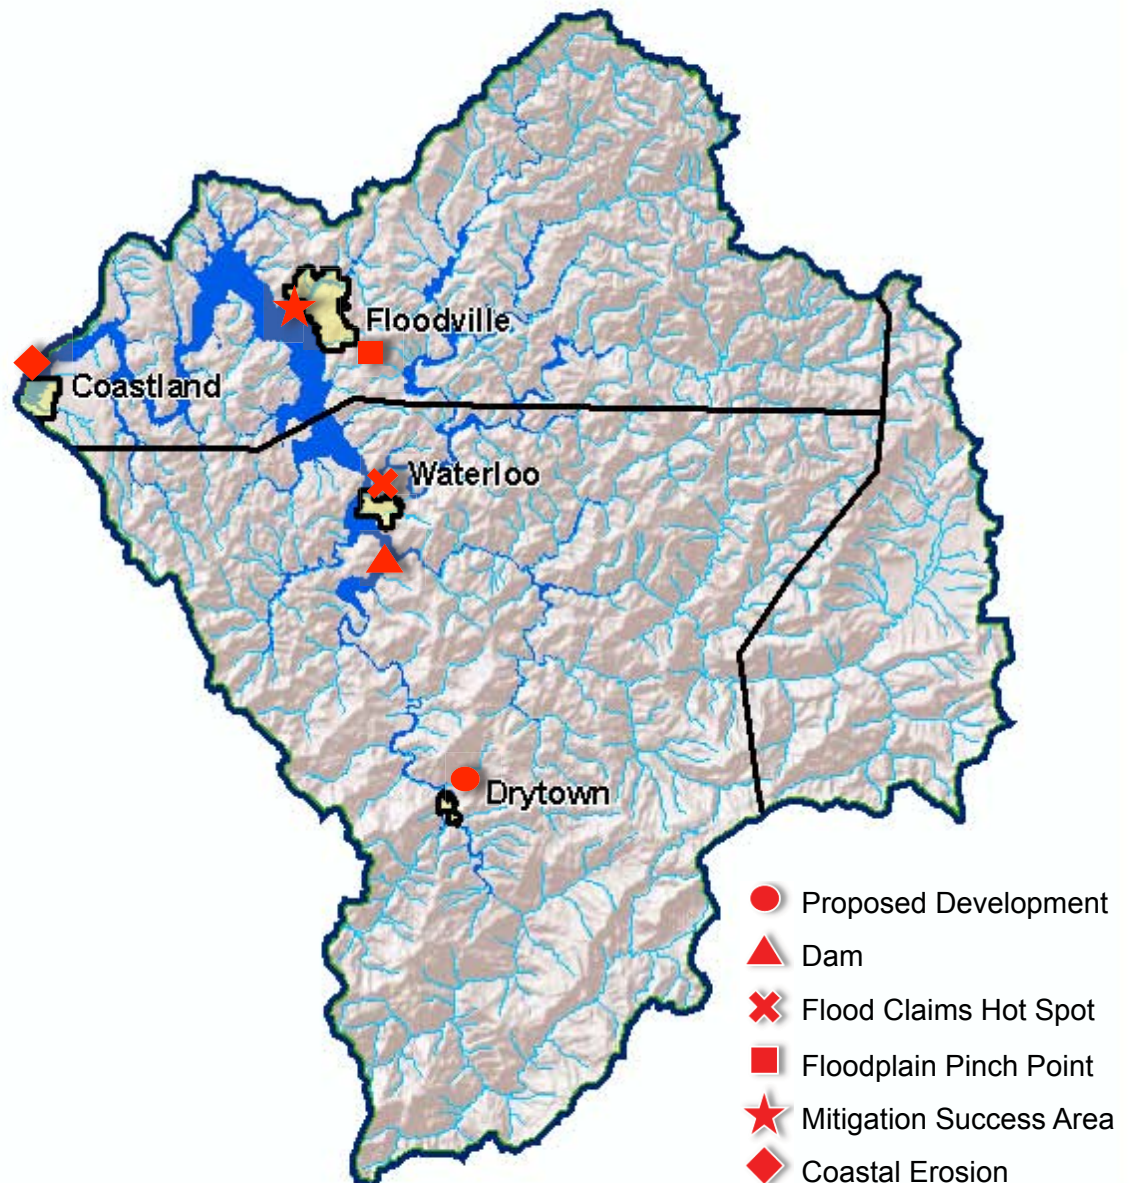 Floodville
Coastland
Waterloo
Drytown
Proposed Development
Dam
Flood Claims Hot Spot
Floodplain Pinch Point
Mitigation Success Area
Coastal Erosion